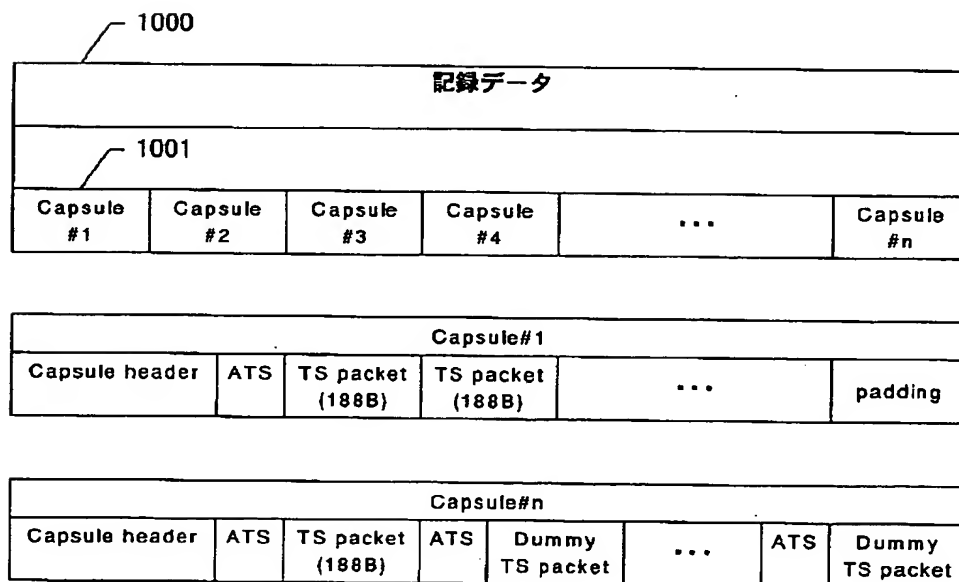 1000
記録データ
1001
Capsule #1
Capsule #2
Capsule #3
Capsule #4
...
Capsule #n
Capsule#1
Capsule header
ATS
TS packet (188B)
TS packet (188B)
...
padding
Capsule#n
Capsule header
ATS
TS packet (188B)
ATS
Dummy TS packet
...
ATS
Dummy TS packet